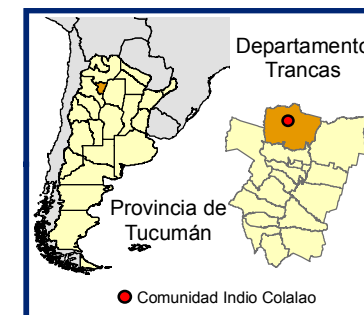 Departamento
Trancas
Provincia de
Tucumán
Comunidad Indio Colalao